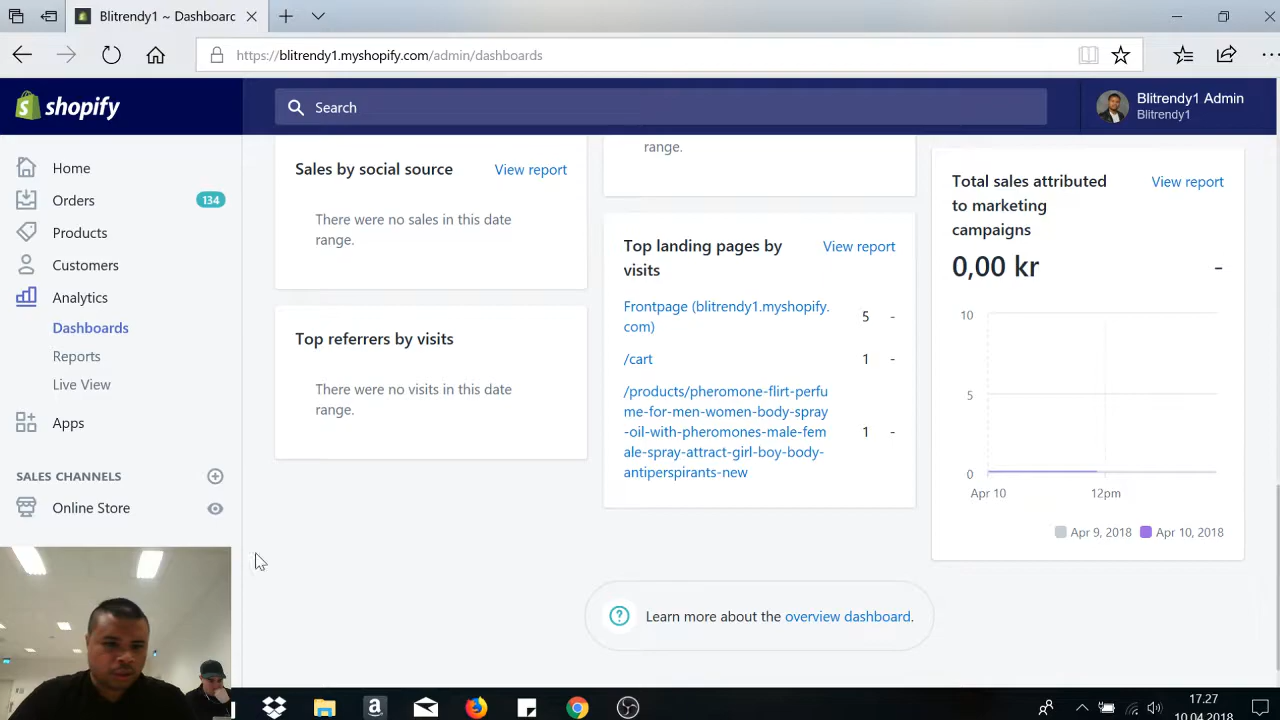 Blitrendy1 ~ Dashboard
https://blitrendy1.myshopify.com/admin/dashboards
shopify
Search
Blitrendy1 Admin
Blitrendy1
Home
Orders
134
Products
Customers
Analytics
Dashboards
Reports
Live View
Apps
SALES CHANNELS
Online Store
Sales by social source
View report
There were no sales in this date
range.
Top referrers by visits
There were no visits in this date
range.
range.
Top landing pages by
visits
View report
Frontpage (blitrendy1.myshopify.
com)
5 -
/cart
1 -
/products/pheromone-flirt-perfu
me-for-men-women-body-spray
-oil-with-pheromones-male-fem
ale-spray-attract-girl-boy-body-
antiperspirants-new
1 -
Total sales attributed
to marketing
campaigns
View report
0,00 kr
-
10
5
0
Apr 10
12pm
Apr 9, 2018
Apr 10, 2018
Learn more about the overview dashboard.
17.27
10.04.2018